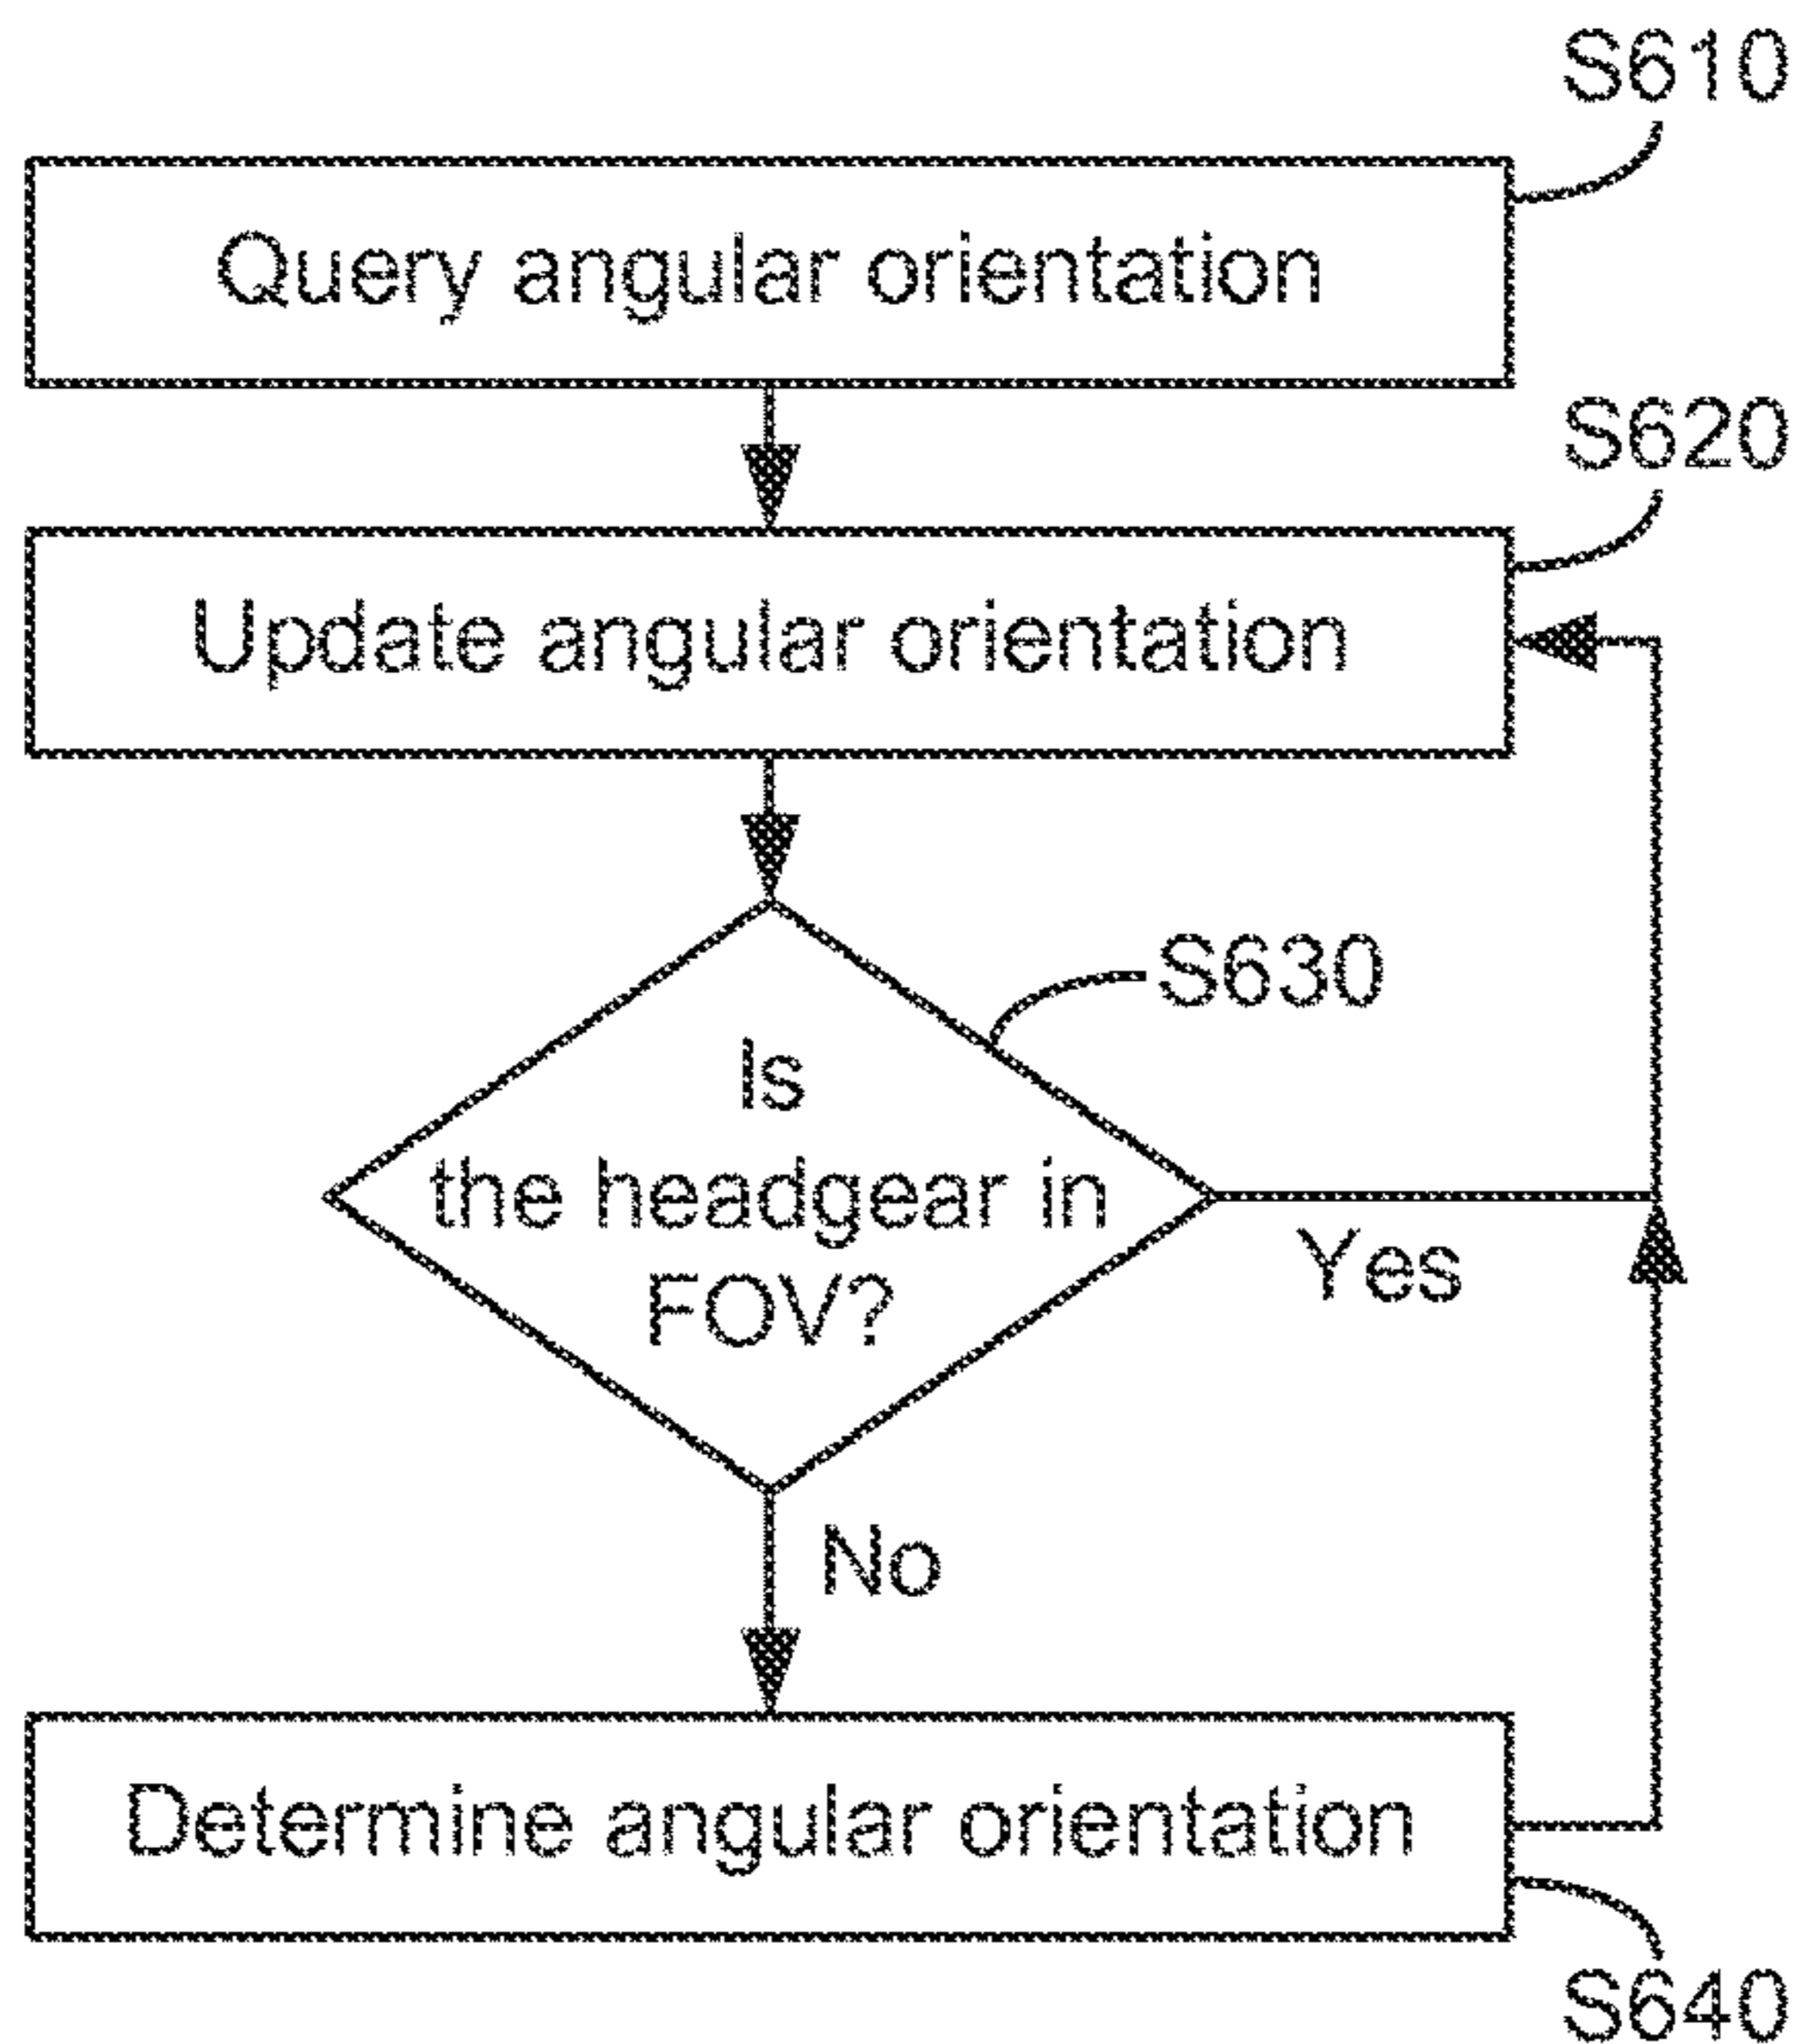 S610
Query angular orientation
S620
Update angular orientation
S630
Is
the headgear in
FOV?
Yes
No
Determine angular orientation
S640